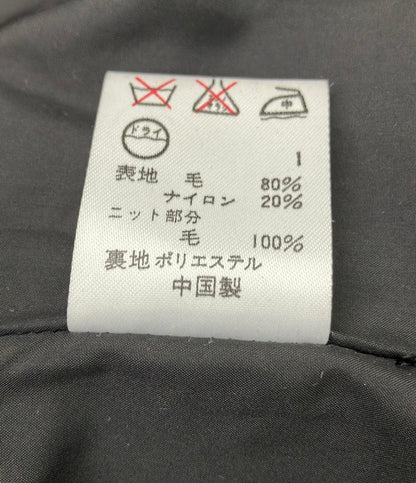 中
ドライ
1
表地 毛 80%
ナイロン 20%
ニット部分
毛 100%
裏地 ポリエステル
中国製